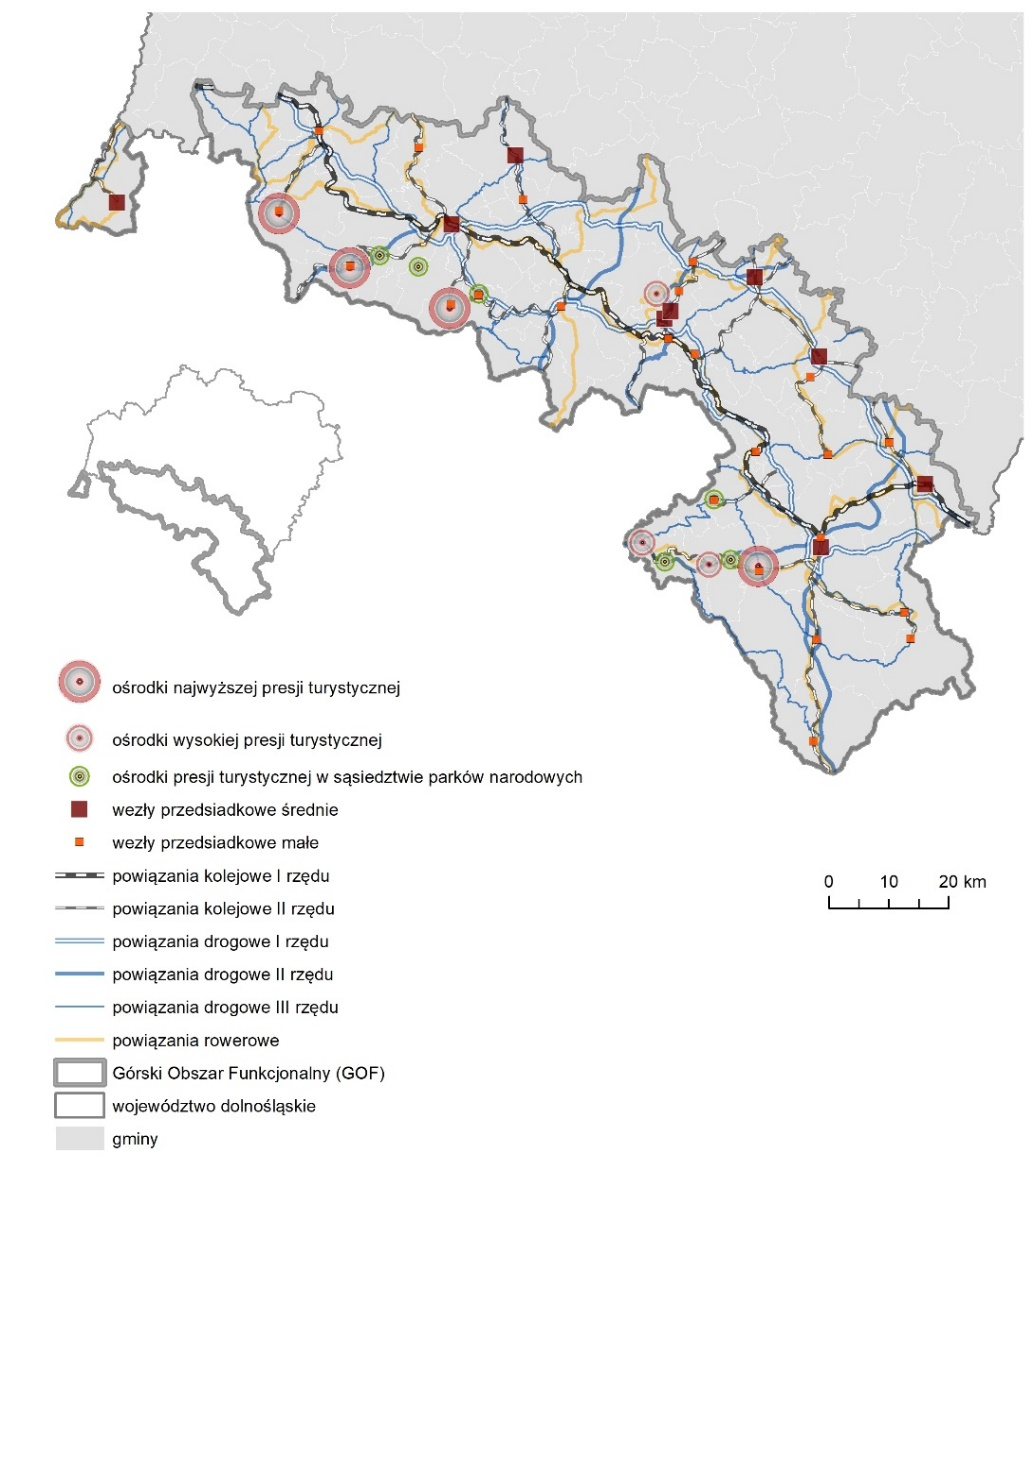 ośrodki najwyższej presji turystycznej
ośrodki wysokiej presji turystycznej
ośrodki presji turystycznej w sąsiedztwie parków narodowych
wezły przedsiadkowe średnie
wezły przedsiadkowe małe
powiązania kolejowe I rzędu
powiązania kolejowe II rzędu
powiązania drogowe I rzędu
powiązania drogowe II rzędu
powiązania drogowe III rzędu
powiązania rowerowe
Górski Obszar Funkcjonalny (GOF)
województwo dolnośląskie
gminy
0 10 20 km